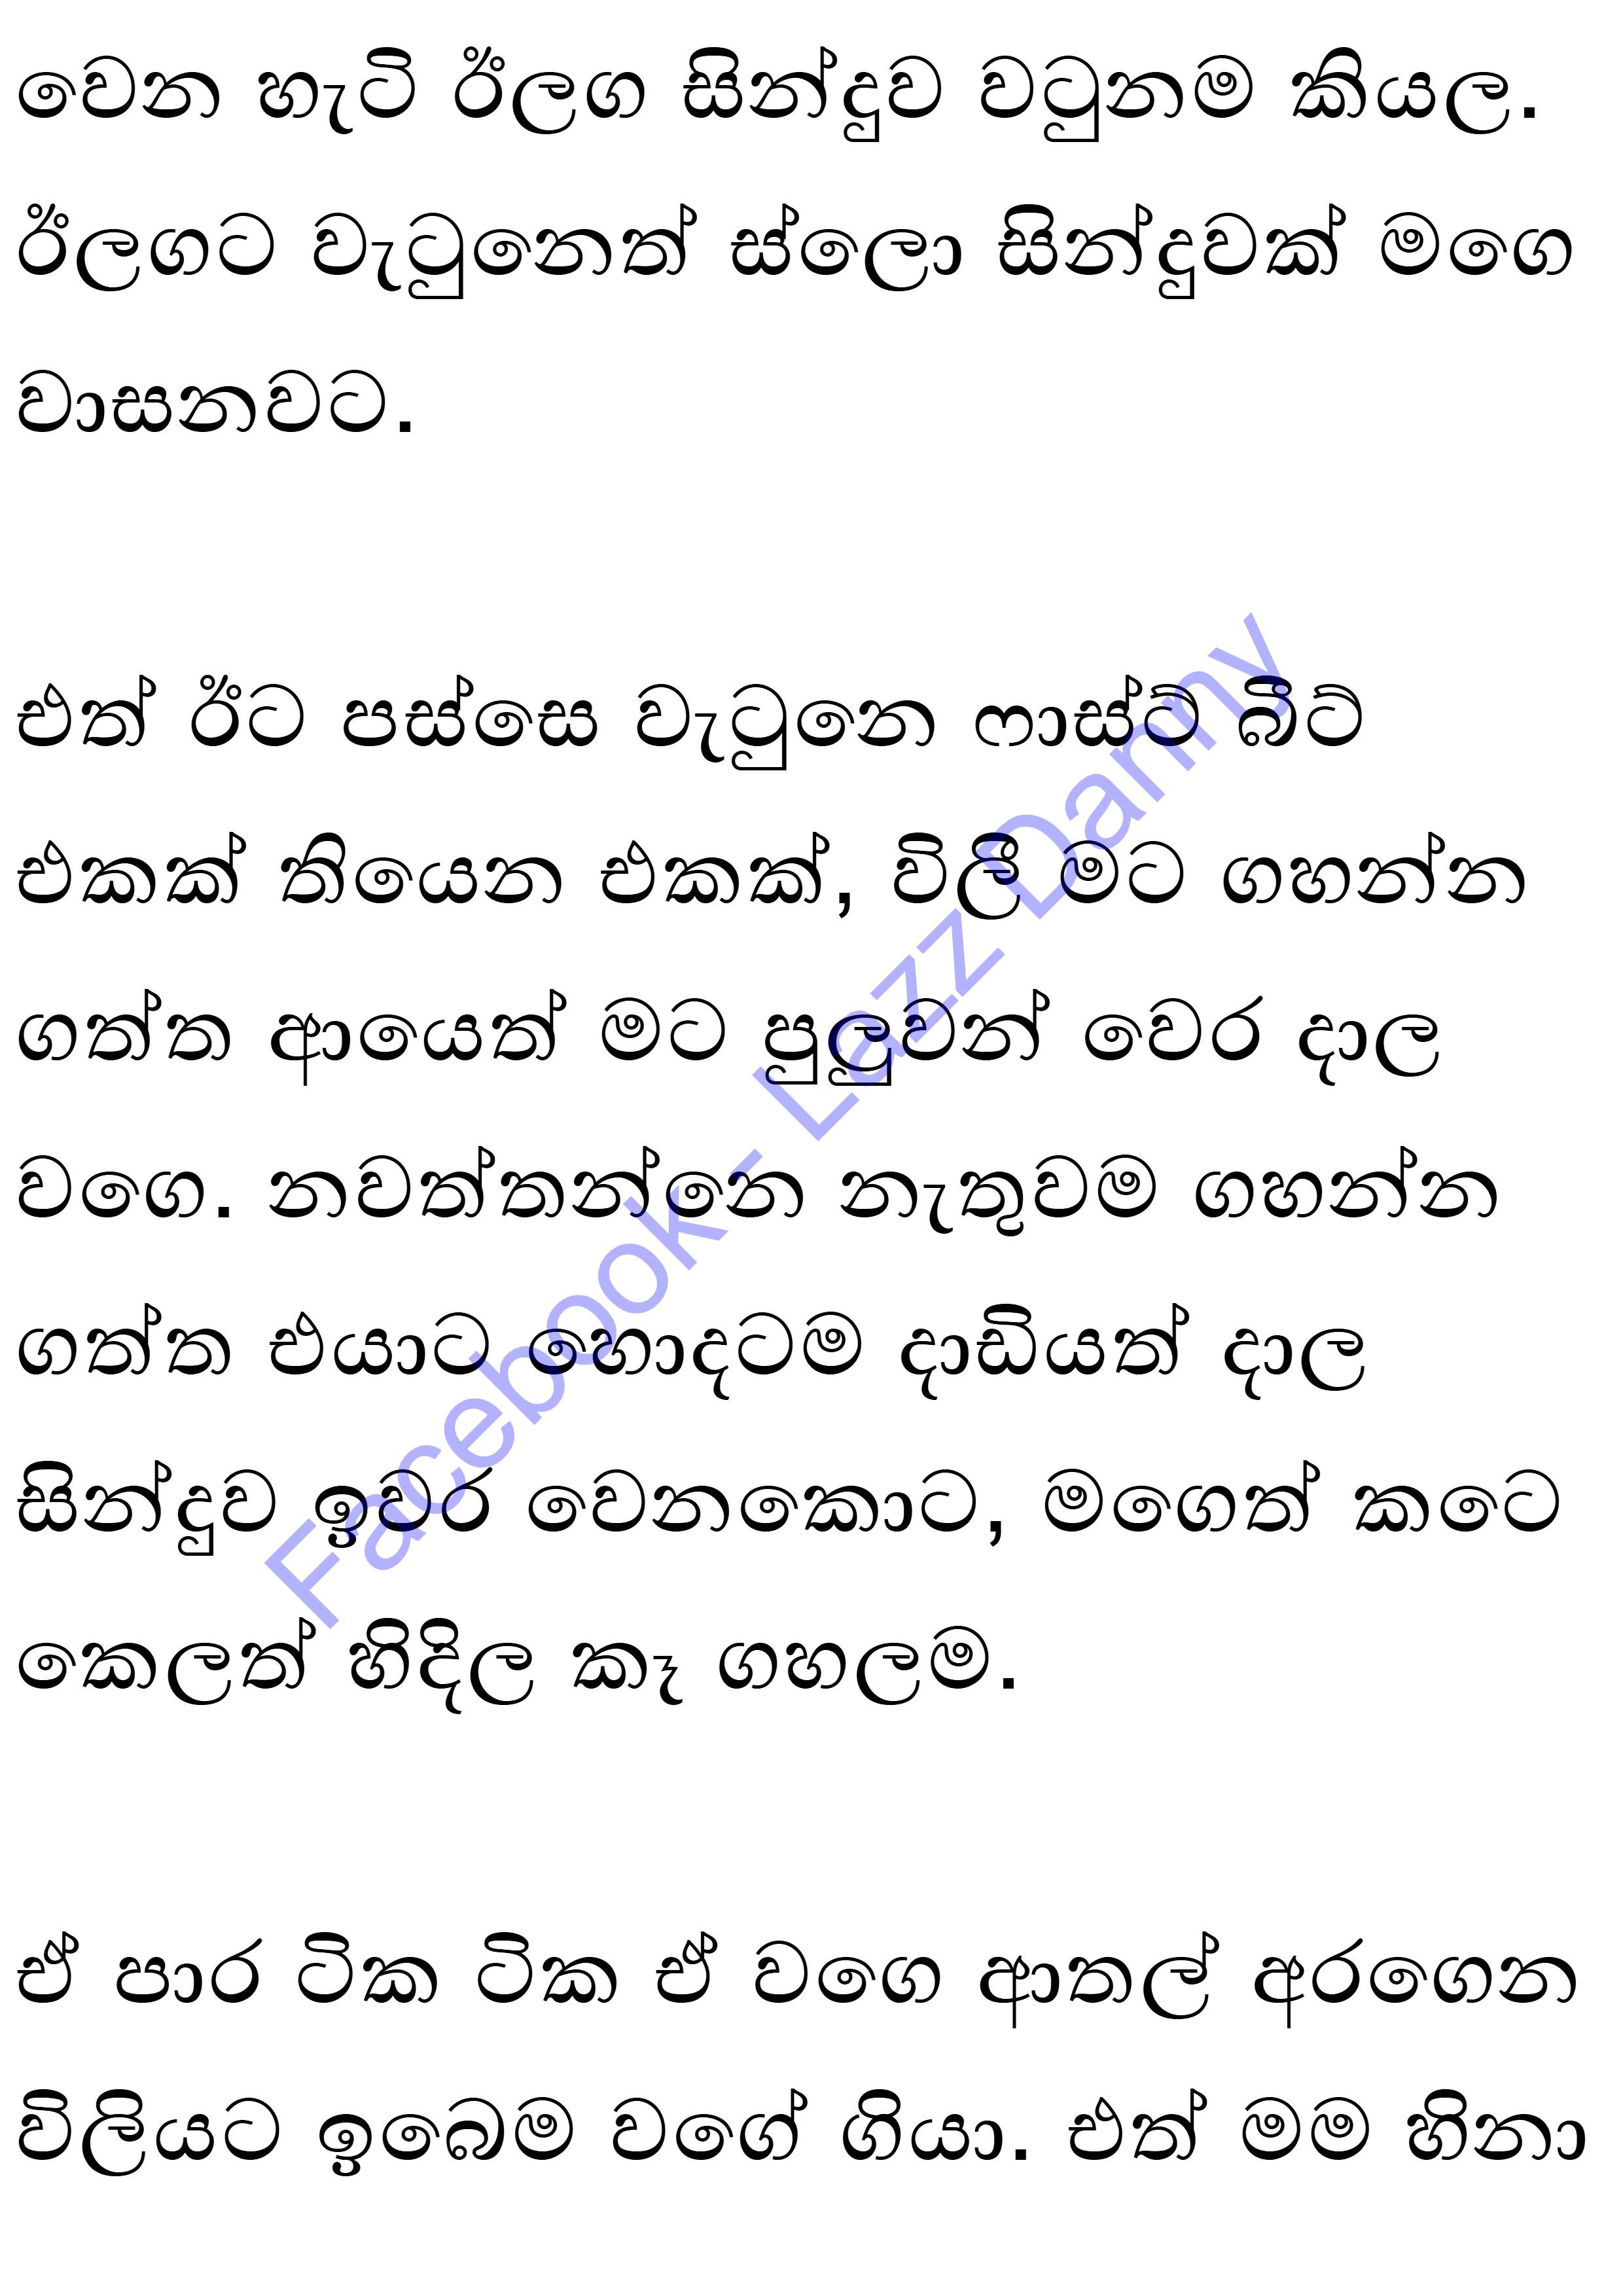 වෙන හැටි ඊලග සින්දුව වටුනම කියල.
ඊලගට වැටුනෙත් ස්ලො සින්දුවක් මගෙ
වාසනවට.
එත් ඊට පස්සෙ වැටුනෙ ෆාස්ට් බීට්
එකක් තියෙන එකක්, විලී මට ගහන්න
ගත්ත ආයෙත් මට පුලුවන් වෙර දාල
වගෙ. නවත්තන්නෙ නැතුවම ගහන්න
ගත්ත එයාට හොදටම දාඩියත් දාල
සින්දුව ඉවර වෙනකොට, මගෙත් කටෙ
කෙලත් හිදිල කෑ ගහලම.
ඒ පාර ටික ටික ඒ වගෙ ආතල් අරගෙන
විලියට ඉබෙම වගේ ගියා. එත් මම හිනා
Facebook- Lazz Danny